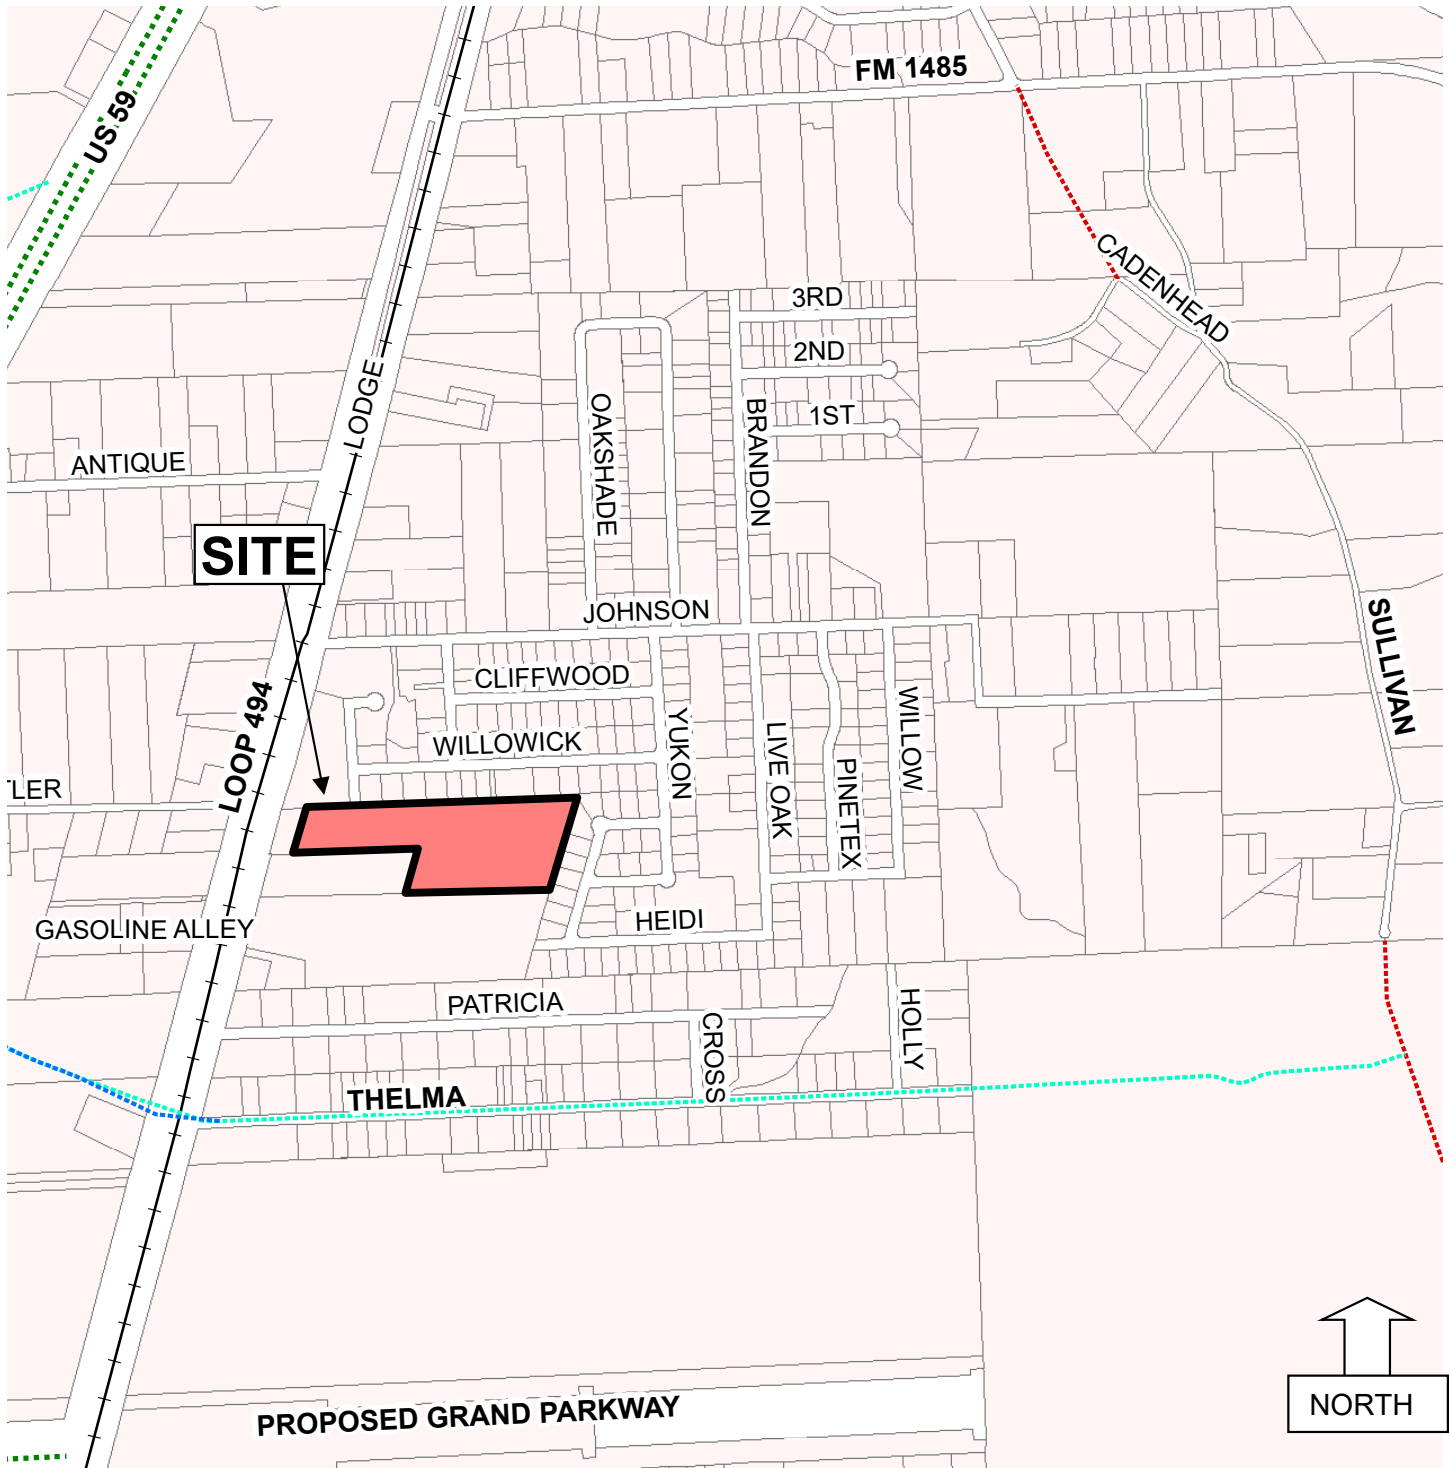 FM 1485
US 59
CADENHEAD
3RD
2ND
LODGE
OAKSHADE
BRANDON
1ST
ANTIQUE
SITE
JOHNSON
SULLIVAN
CLIFFWOOD
LOOP 494
WILLOW
YUKON
LIVE OAK
WILLOWICK
PINETEX
TLER
HEIDI
GASOLINE ALLEY
PATRICIA
CROSS
HOLLY
THELMA
PROPOSED GRAND PARKWAY
NORTH